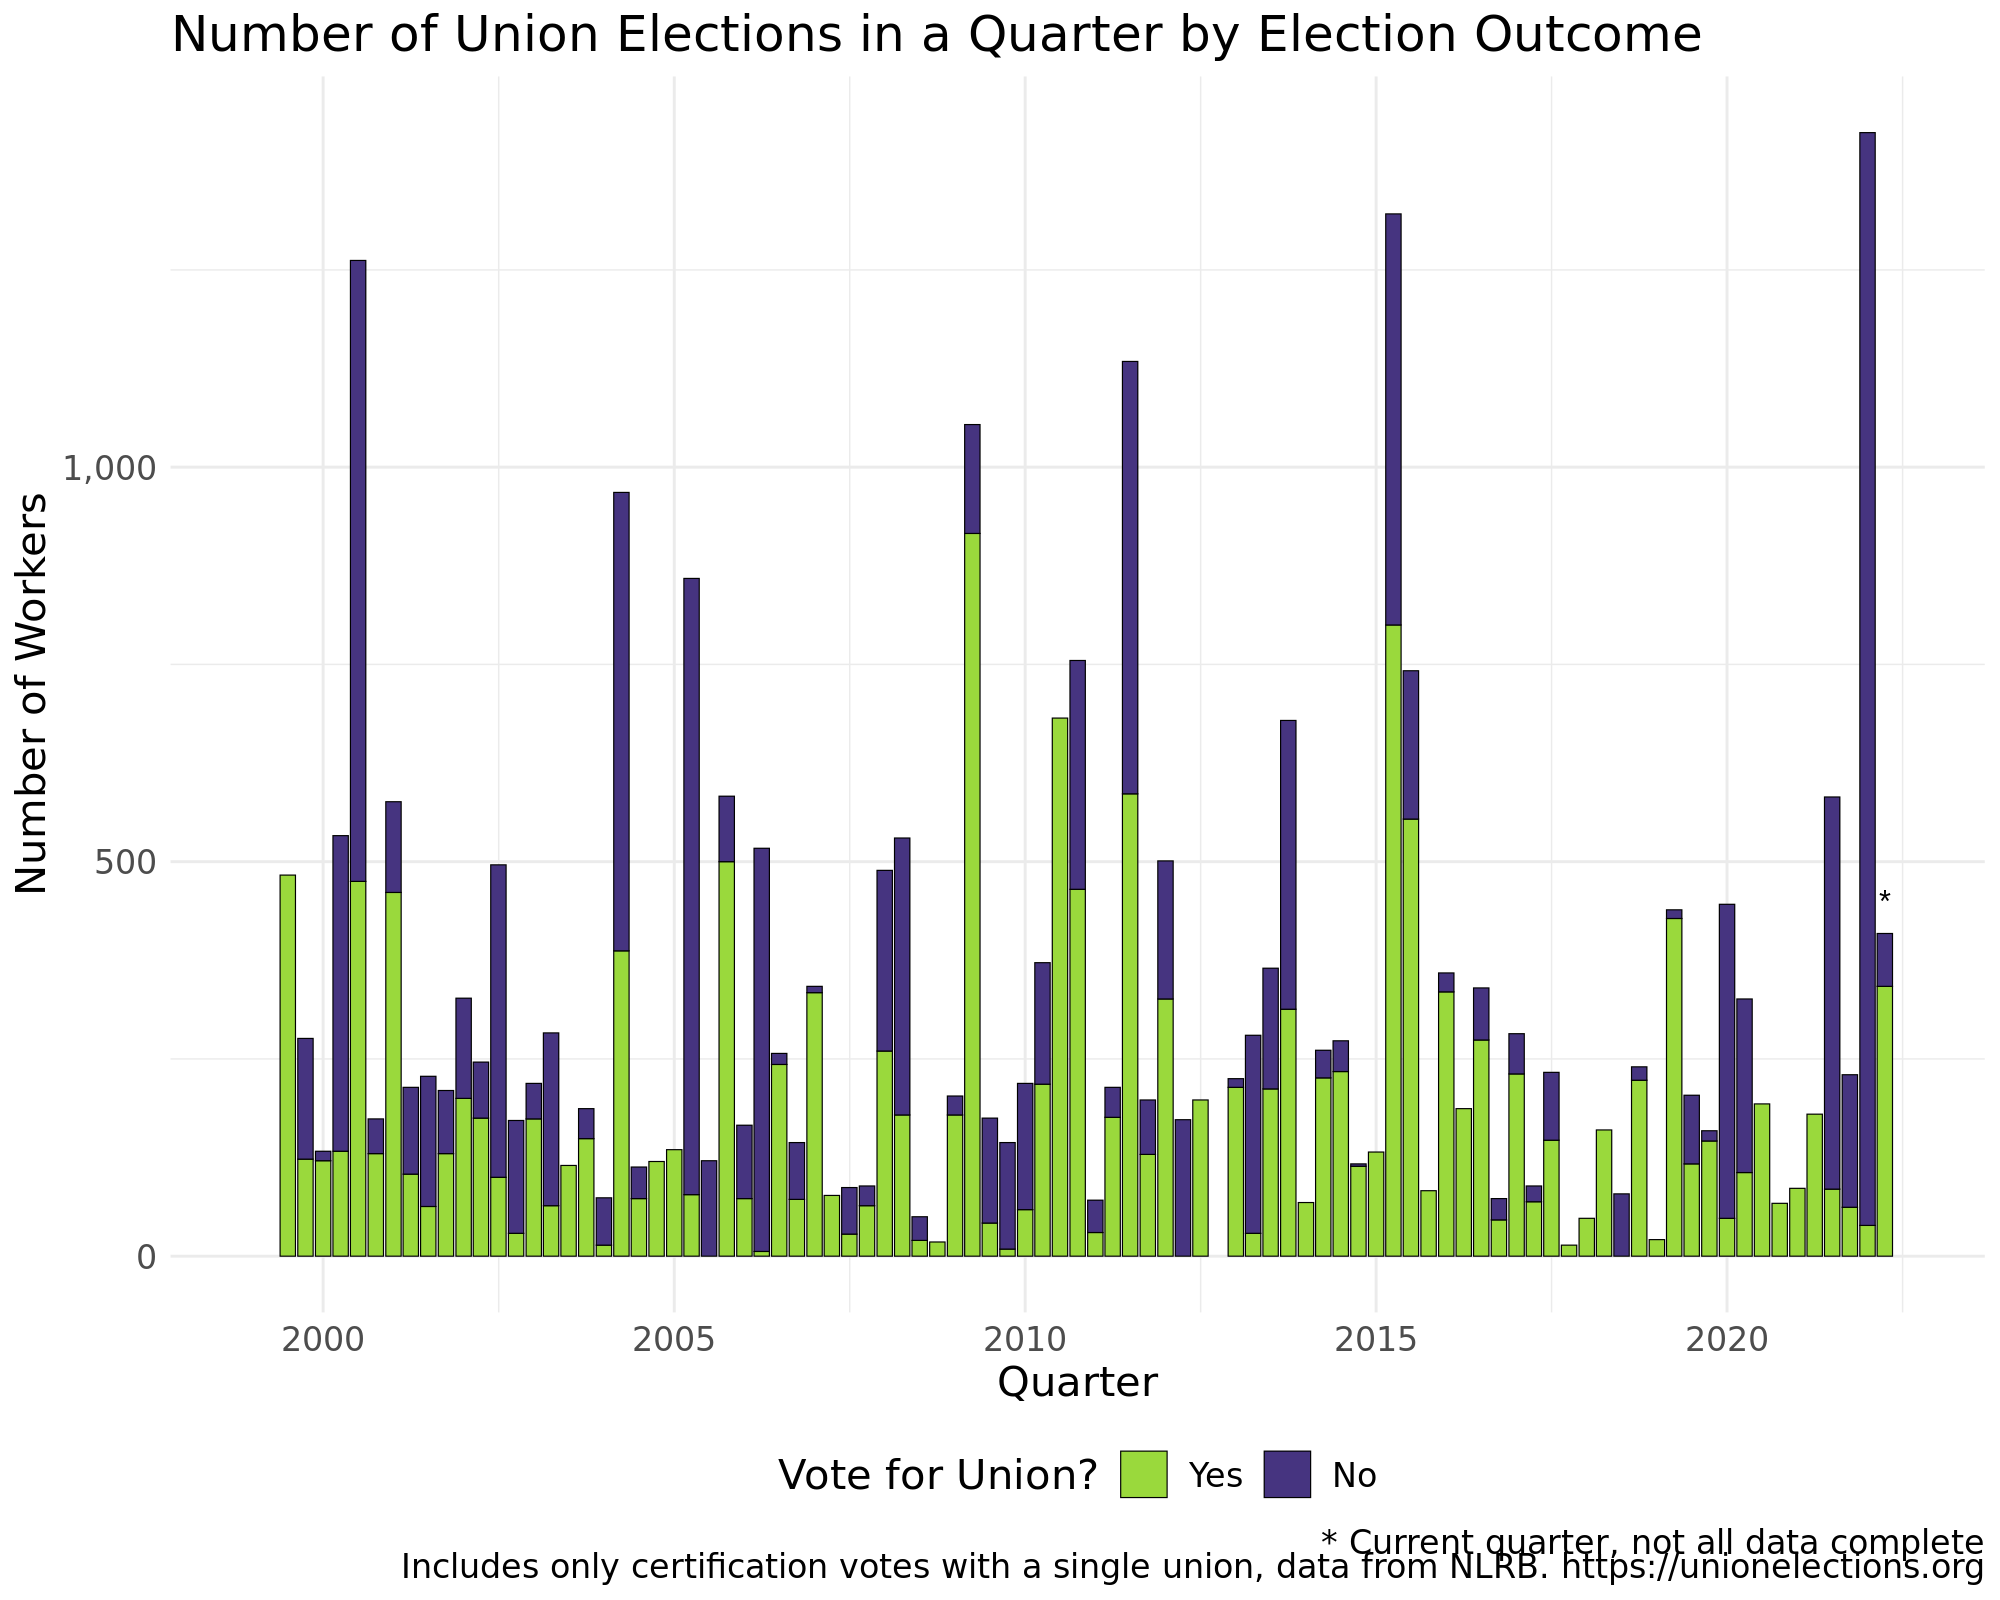 Number of Union Elections in a Quarter by Election Outcome
Number of Workers
1,000
500
0
*
2000 2005 2010 2015 2020
Quarter
Vote for Union? Yes No
* Current quarter, not all data complete
Includes only certification votes with a single union, data from NLRB. https://unionelections.org